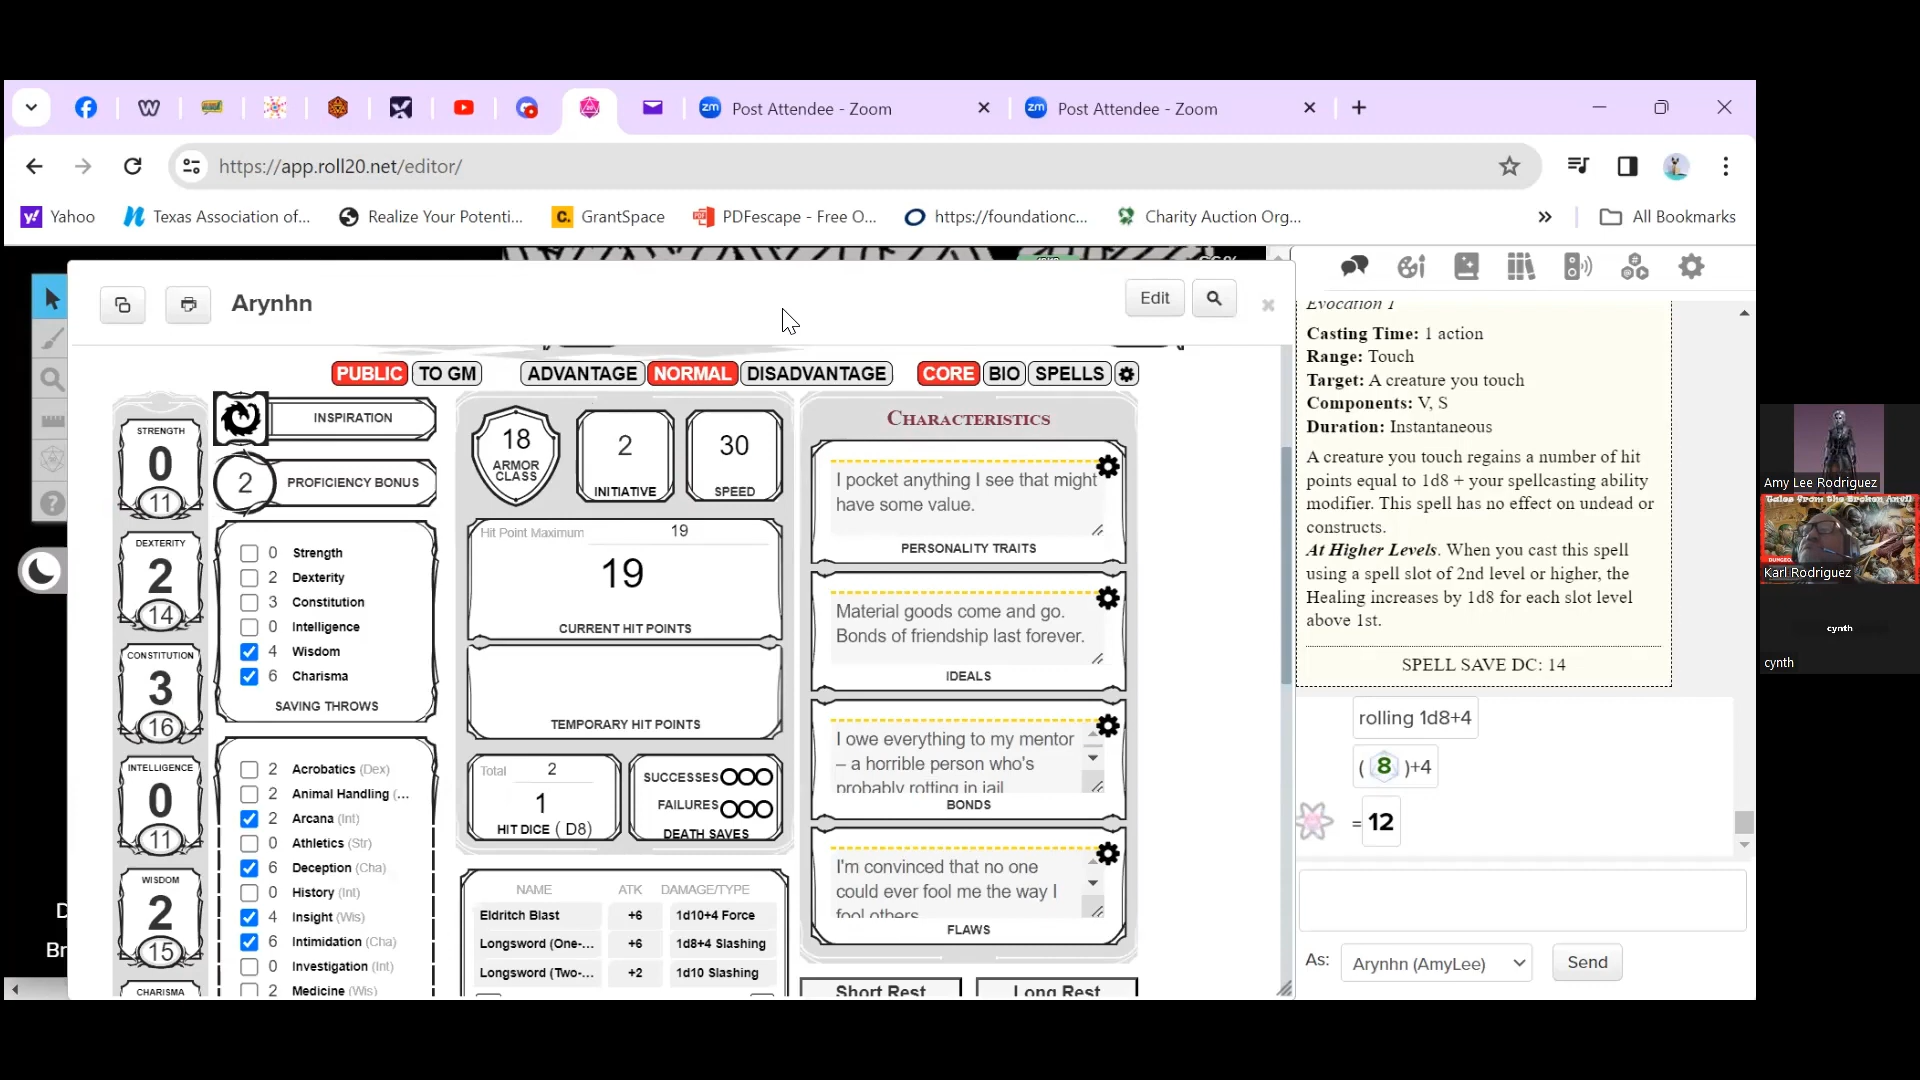 Post Attendee - Zoom
Post Attendee - Zoom
https://app.roll20.net/editor/
Yahoo
Texas Association of...
Realize Your Potenti...
GrantSpace
PDFescape - Free O...
https://foundationc...
Charity Auction Org...
All Bookmarks
Arynhn
Edit
PUBLIC
TO GM
ADVANTAGE
NORMAL
DISADVANTAGE
CORE
BIO
SPELLS
STRENGTH
0
11
DEXTERITY
2
14
CONSTITUTION
3
16
INTELLIGENCE
0
11
WISDOM
2
15
CHARISMA
INSPIRATION
2
PROFICIENCY BONUS
0 Strength
2 Dexterity
3 Constitution
0 Intelligence
4 Wisdom
6 Charisma
SAVING THROWS
2 Acrobatics (Dex)
2 Animal Handling (...
2 Arcana (Int)
0 Athletics (Str)
6 Deception (Cha)
0 History (Int)
4 Insight (Wis)
6 Intimidation (Cha)
0 Investigation (Int)
2 Medicine (Wis)
18
ARMOR
CLASS
2
INITIATIVE
30
SPEED
Hit Point Maximum 19
19
CURRENT HIT POINTS
TEMPORARY HIT POINTS
Total 2
1
HIT DICE ( D8)
SUCCESSES
FAILURES
DEATH SAVES
NAME ATK DAMAGE/TYPE
Eldritch Blast +6 1d10+4 Force
Longsword (One-... +6 1d8+4 Slashing
Longsword (Two-... +2 1d10 Slashing
CHARACTERISTICS
I pocket anything I see that might
have some value.
PERSONALITY TRAITS
Material goods come and go.
Bonds of friendship last forever.
IDEALS
I owe everything to my mentor
– a horrible person who's
probably rotting in jail
BONDS
I'm convinced that no one
could ever fool me the way I
fool others
FLAWS
Short Rest
Long Rest
Evocation 1
Casting Time: 1 action
Range: Touch
Target: A creature you touch
Components: V, S
Duration: Instantaneous
A creature you touch regains a number of hit
points equal to 1d8 + your spellcasting ability
modifier. This spell has no effect on undead or
constructs.
At Higher Levels. When you cast this spell
using a spell slot of 2nd level or higher, the
Healing increases by 1d8 for each slot level
above 1st.
SPELL SAVE DC: 14
rolling 1d8+4
( 8 )+4
= 12
As:
Arynhn (AmyLee)
Send
Amy Lee Rodriguez
Tales from the Broken Anvil
Karl Rodriguez
cynth
cynth